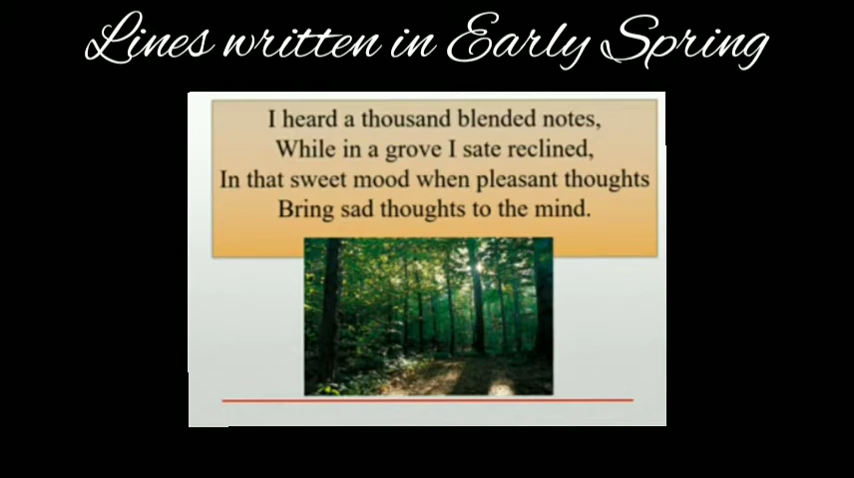 Lines written in Early Spring
I heard a thousand blended notes,
While in a grove I sate reclined,
In that sweet mood when pleasant thoughts
Bring sad thoughts to the mind.